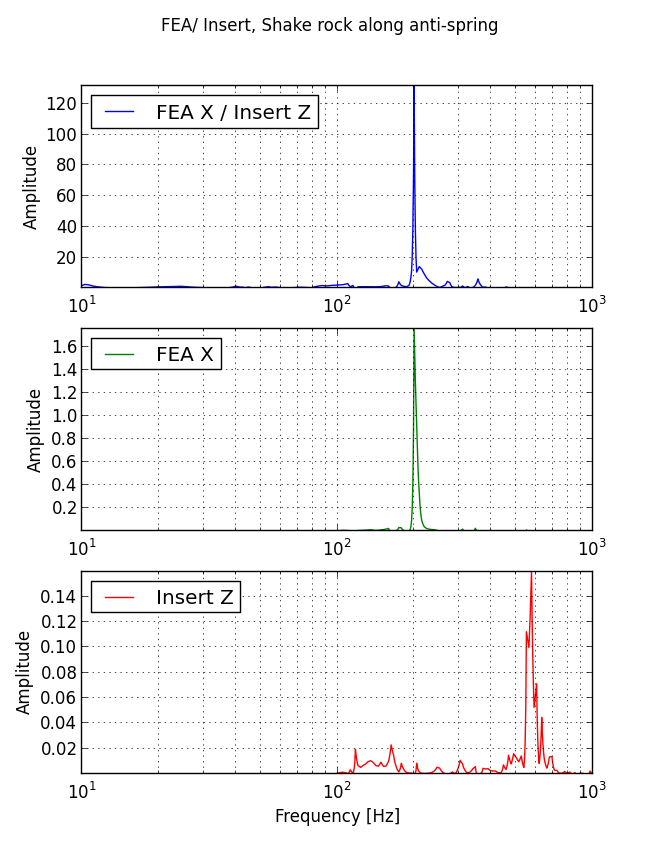 FEA/ Insert, Shake rock along anti-spring
FEA X / Insert Z
Amplitude
120
100
80
60
40
20
10¹ 10² 10³
FEA X
Amplitude
1.6
1.4
1.2
1.0
0.8
0.6
0.4
0.2
10¹ 10² 10³
Insert Z
Amplitude
0.14
0.12
0.10
0.08
0.06
0.04
0.02
10¹ 10² 10³
Frequency [Hz]